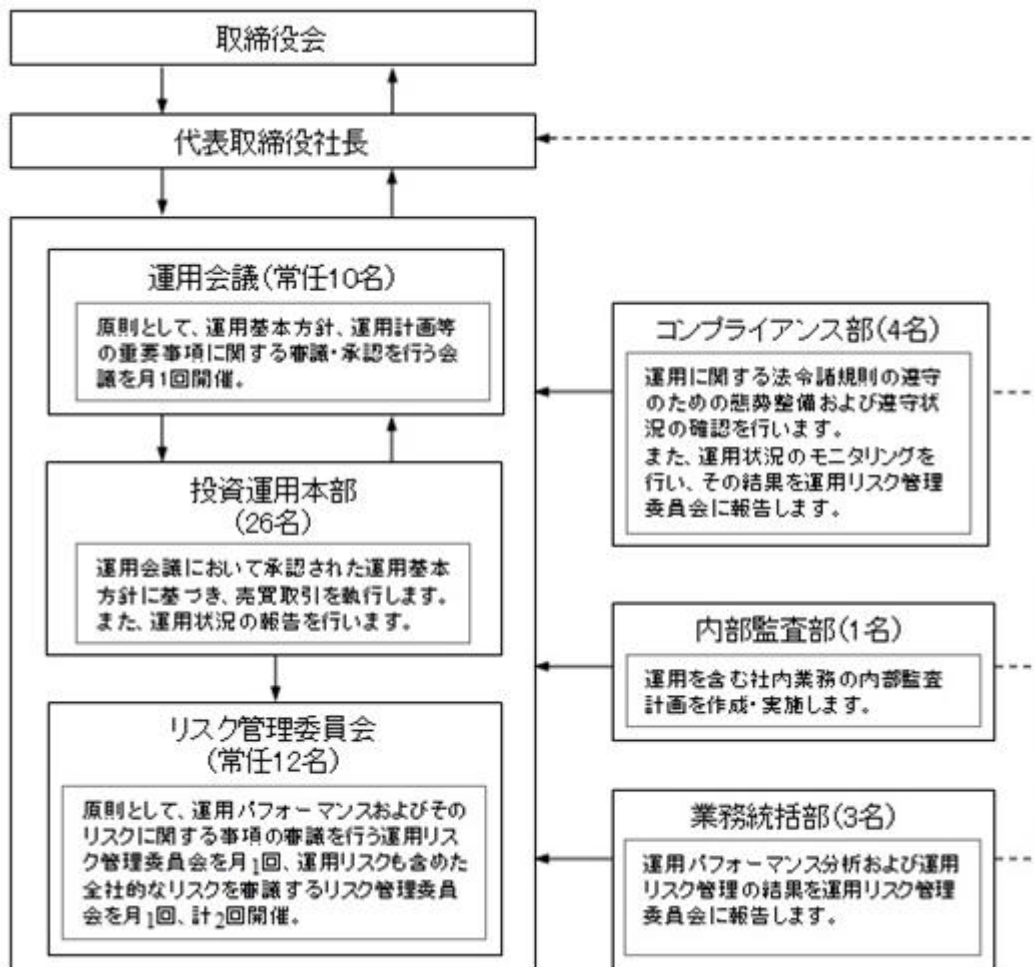 取締役会
代表取締役社長
運用会議(常任10名)
原則として、運用基本方針、運用計画等
の重要事項に関する審議・承認を行う会
議を月1回開催。
投資運用本部
(26名)
運用会議において承認された運用基本
方針に基づき、売買取引を執行します。
また、運用状況の報告を行います。
リスク管理委員会
(常任12名)
原則として、運用パフォーマンスおよびその
リスクに関する事項の審議を行う運用リス
ク管理委員会を月1回、運用リスクも含めた
全社的なリスクを審議するリスク管理委員
会を月1回、計2回開催。
コンプライアンス部(4名)
運用に関する法令諸規則の遵守
のための態勢整備および遵守状
況の確認を行います。
また、運用状況のモニタリングを
行い、その結果を運用リスク管理
委員会に報告します。
内部監査部(1名)
運用を含む社内業務の内部監査
計画を作成・実施します。
業務統括部(3名)
運用パフォーマンス分析および運用
リスク管理の結果を運用リスク管理
委員会に報告します。